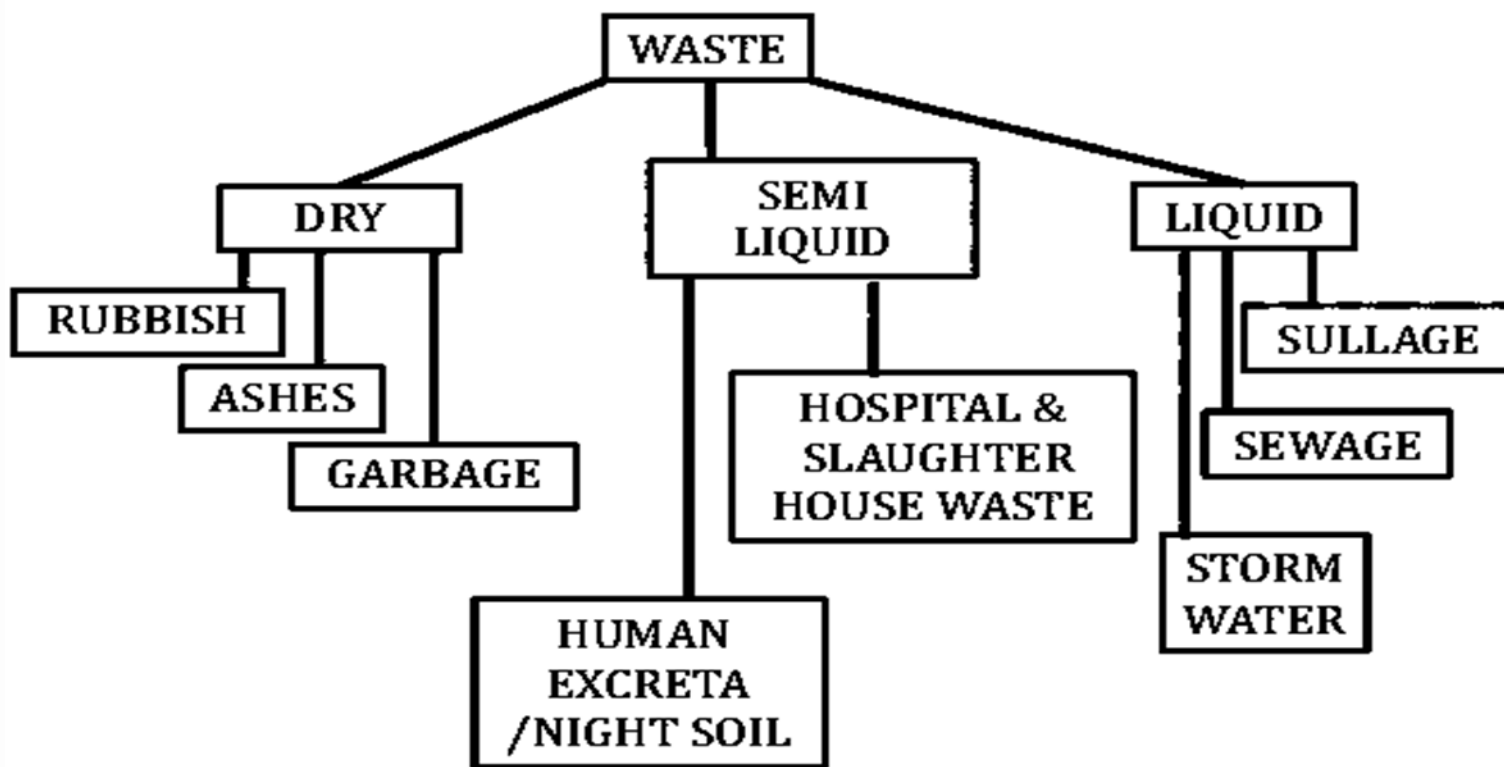 WASTE
DRY
SEMI
LIQUID
LIQUID
RUBBISH
ASHES
GARBAGE
HUMAN
EXCRETA
/NIGHT SOIL
HOSPITAL &
SLAUGHTER
HOUSE WASTE
SULLAGE
SEWAGE
STORM
WATER